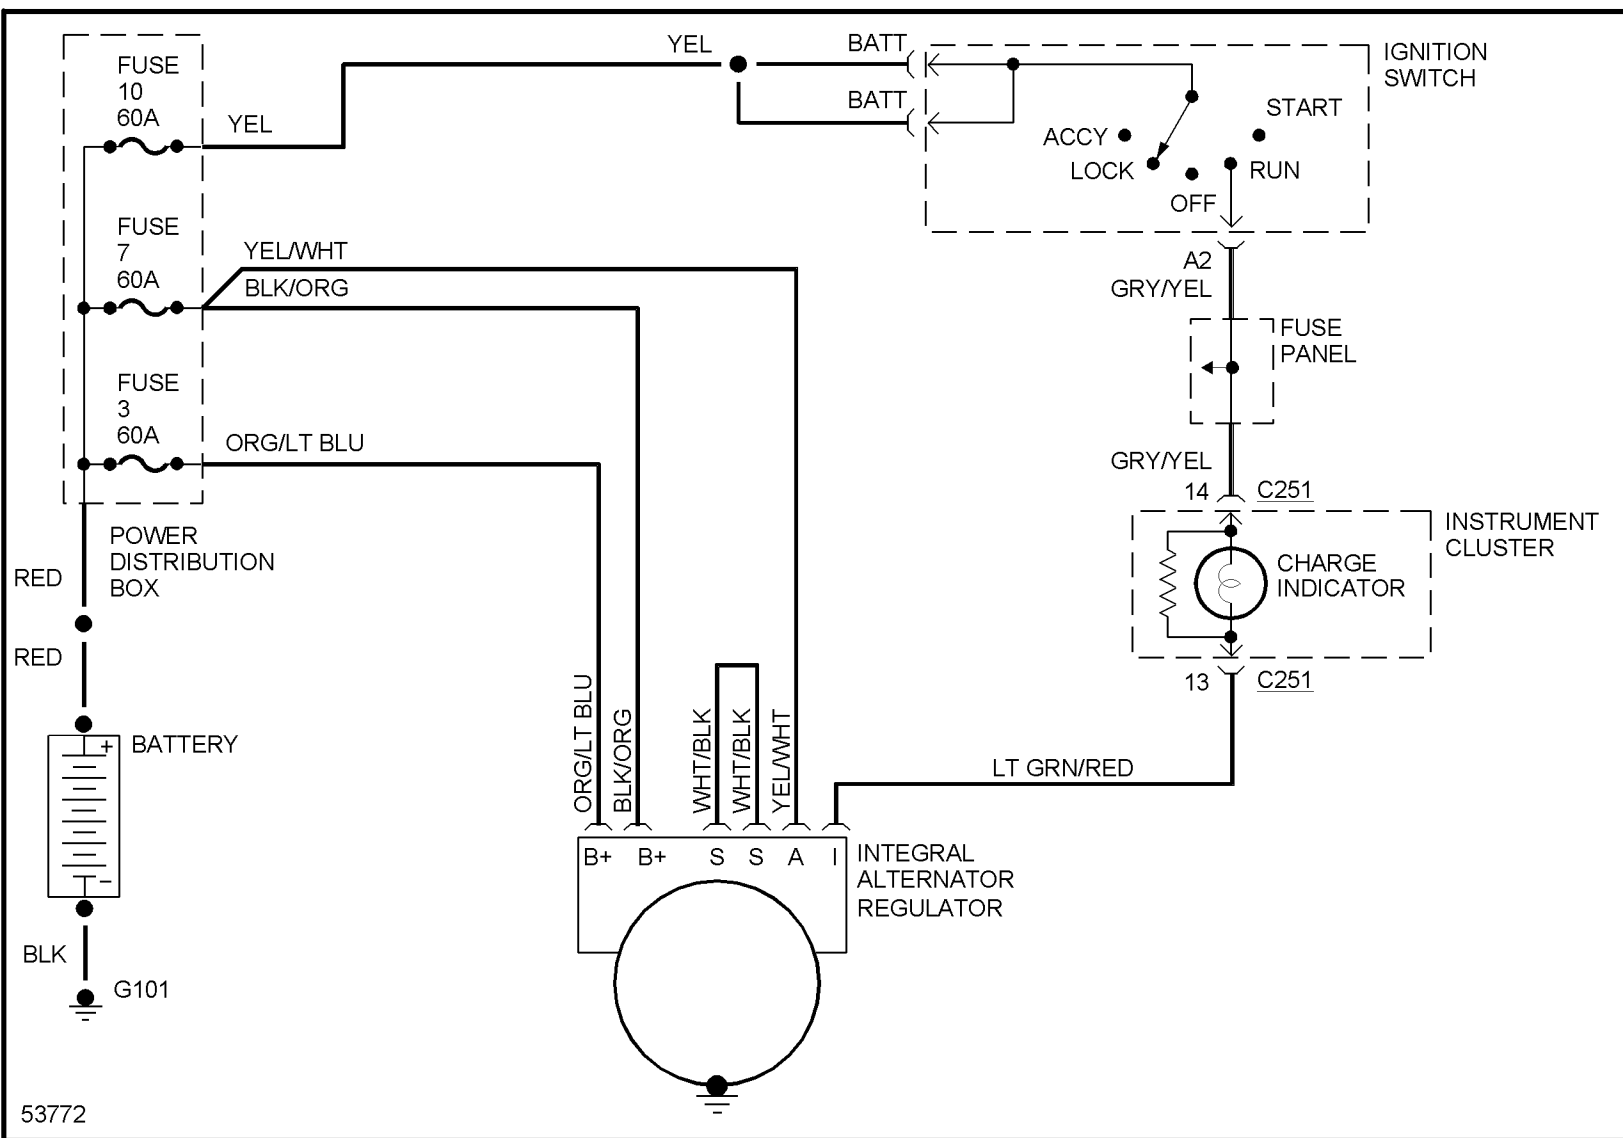 FUSE
10
60A
YEL
YEL
BATT
BATT
IGNITION
SWITCH
START
ACCY
LOCK
OFF
RUN
A2
GRY/YEL
FUSE
PANEL
GRY/YEL
14
C251
FUSE
7
60A
YEL/WHT
BLK/ORG
FUSE
3
60A
ORG/LT BLU
POWER
DISTRIBUTION
BOX
RED
RED
INSTRUMENT
CLUSTER
CHARGE
INDICATOR
13
C251
LT GRN/RED
+
BATTERY
−
BLK
G101
ORG/LT BLU
BLK/ORG
WHT/BLK
WHT/BLK
YEL/WHT
B+
B+
S
S
A
I
INTEGRAL
ALTERNATOR
REGULATOR
53772